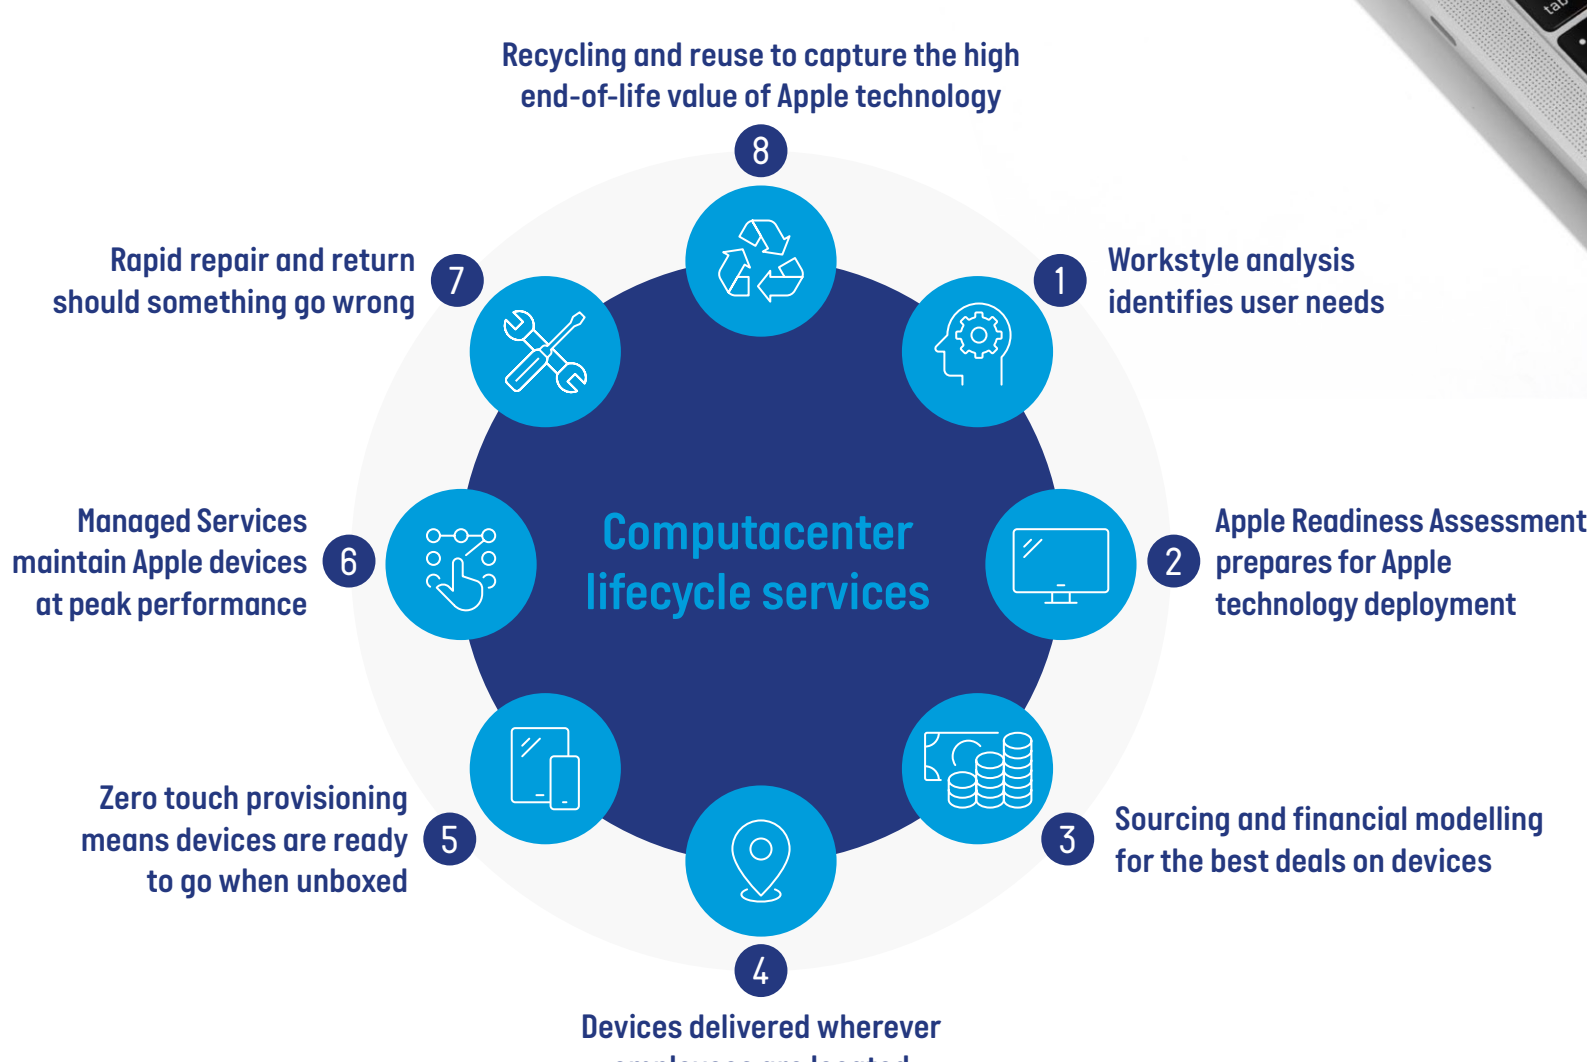 Recycling and reuse to capture the high
end-of-life value of Apple technology
8
Rapid repair and return
should something go wrong
7
1
Workstyle analysis
identifies user needs
Managed Services
maintain Apple devices
at peak performance
6
Computacenter
lifecycle services
2
Apple Readiness Assessment
prepares for Apple
technology deployment
Zero touch provisioning
means devices are ready
to go when unboxed
5
3
Sourcing and financial modelling
for the best deals on devices
4
Devices delivered wherever
employees are located
tab